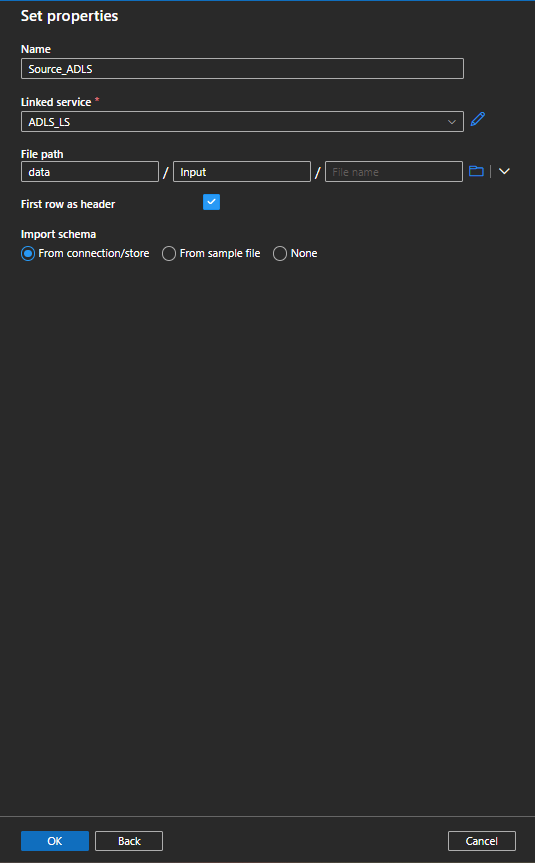 Set properties
Name
Source_ADLS
Linked service *
ADLS_LS
File path
data / Input / File name
First row as header
Import schema
From connection/store From sample file None
OK Back Cancel